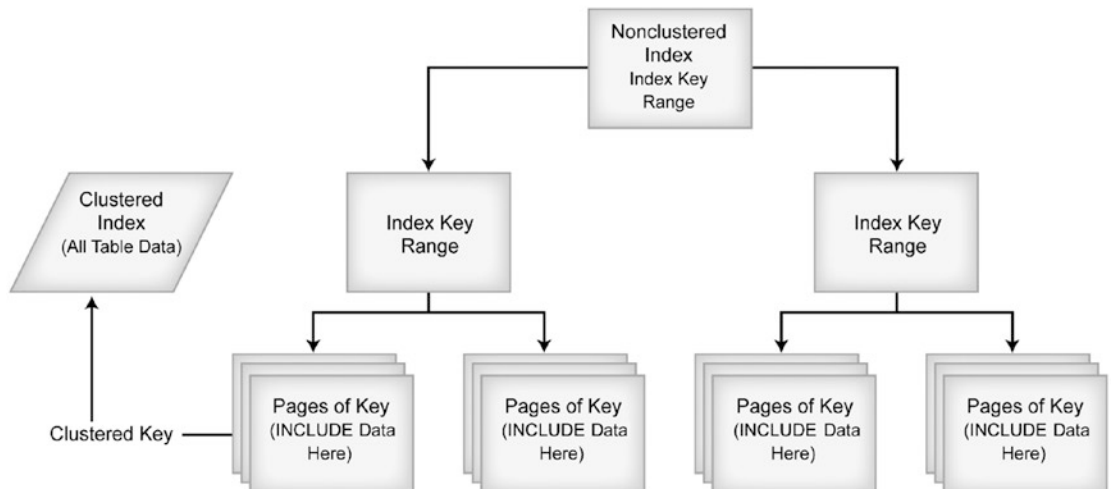 Nonclustered
Index
Index Key
Range
Clustered
Index
(All Table Data)
Index Key
Range
Index Key
Range
Clustered Key
Pages of Key
(INCLUDE Data
Here)
Pages of Key
(INCLUDE Data
Here)
Pages of Key
(INCLUDE Data
Here)
Pages of Key
(INCLUDE Data
Here)